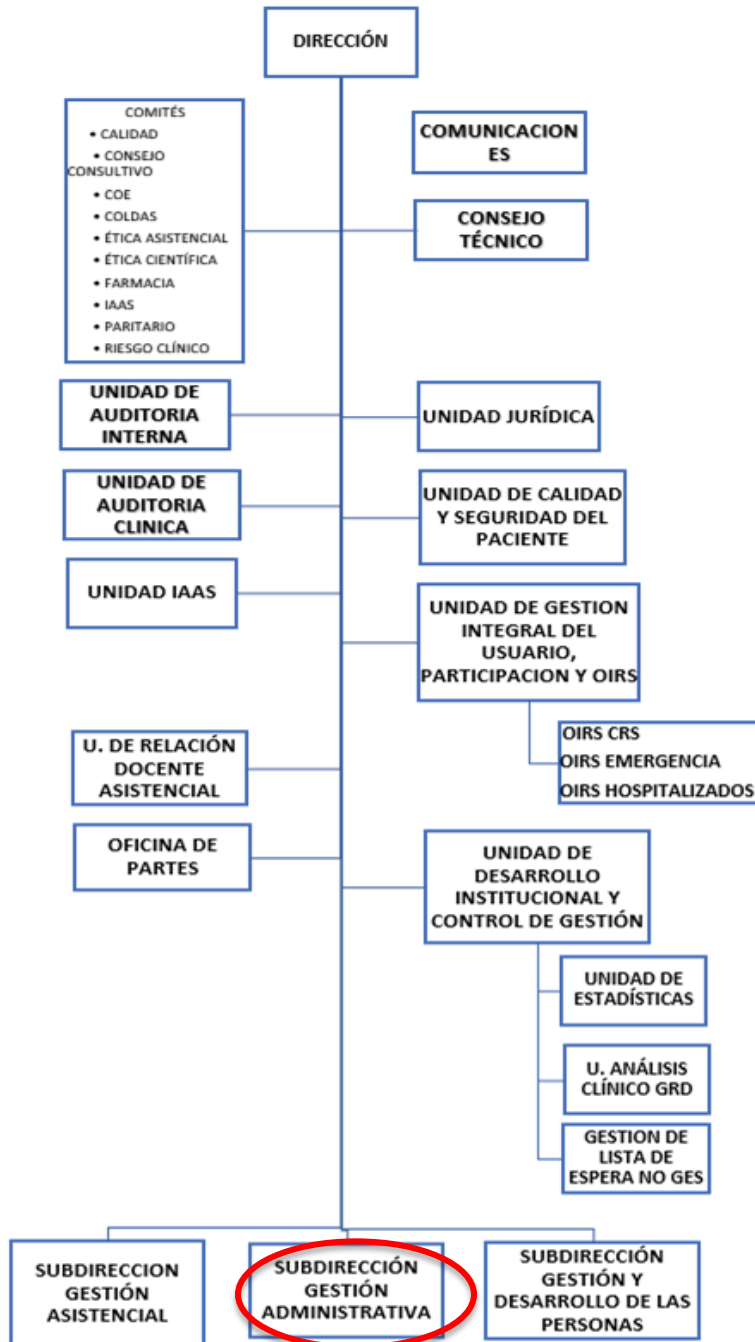 DIRECCIÓN
COMITÉS
• CALIDAD
• CONSEJO
CONSULTIVO
• COE
• COLDAS
• ÉTICA ASISTENCIAL
• ÉTICA CIENTÍFICA
• FARMACIA
• IAAS
• PARITARIO
• RIESGO CLÍNICO
COMUNICACION
ES
CONSEJO
TÉCNICO
UNIDAD DE
AUDITORIA
INTERNA
UNIDAD JURÍDICA
UNIDAD DE
AUDITORIA
CLINICA
UNIDAD DE CALIDAD
Y SEGURIDAD DEL
PACIENTE
UNIDAD IAAS
UNIDAD DE GESTION
INTEGRAL DEL
USUARIO,
PARTICIPACION Y OIRS
OIRS CRS
OIRS EMERGENCIA
OIRS HOSPITALIZADOS
U. DE RELACIÓN
DOCENTE
ASISTENCIAL
OFICINA DE
PARTES
UNIDAD DE
DESARROLLO
INSTITUCIONAL Y
CONTROL DE GESTIÓN
UNIDAD DE
ESTADÍSTICAS
U. ANÁLISIS
CLÍNICO GRD
GESTION DE
LISTA DE
ESPERA NO GES
SUBDIRECCION
GESTIÓN
ASISTENCIAL
SUBDIRECCIÓN
GESTIÓN
ADMINISTRATIVA
SUBDIRECCIÓN
GESTIÓN Y
DESARROLLO DE LAS
PERSONAS